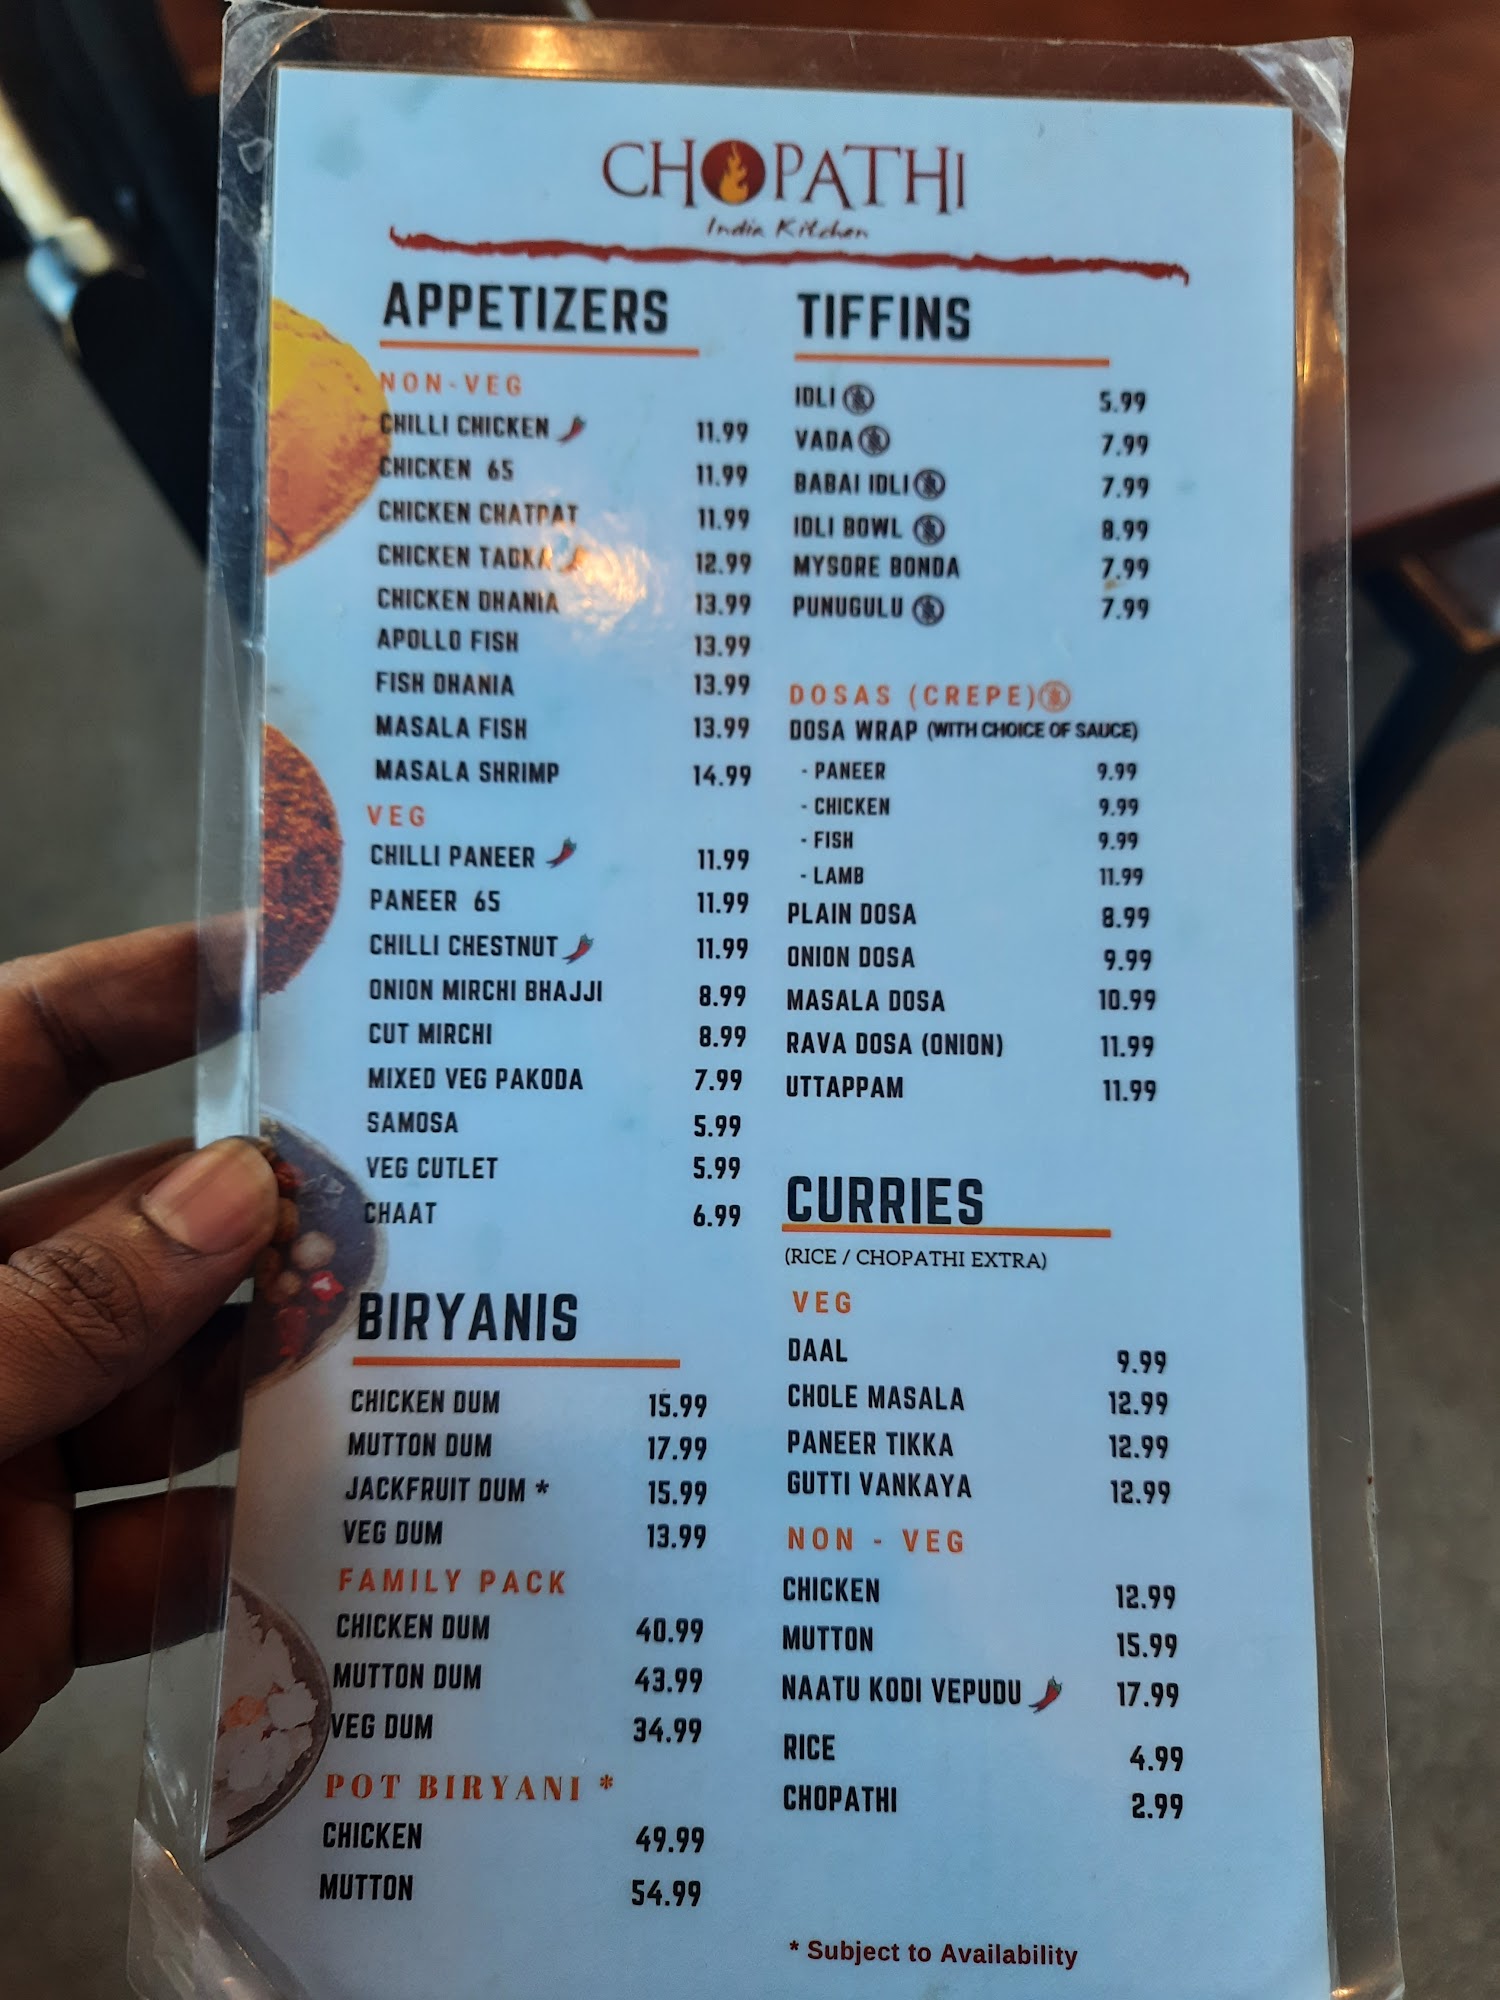 CHOPATHI
India Kitchen
APPETIZERS
NON-VEG
CHILLI CHICKEN 11.99
CHICKEN 65 11.99
CHICKEN CHATPAT 11.99
CHICKEN TADKA 12.99
CHICKEN DHANIA 13.99
APOLLO FISH 13.99
FISH DHANIA 13.99
MASALA FISH 13.99
MASALA SHRIMP 14.99
VEG
CHILLI PANEER 11.99
PANEER 65 11.99
CHILLI CHESTNUT 11.99
ONION MIRCHI BHAJJI 8.99
CUT MIRCHI 8.99
MIXED VEG PAKODA 7.99
SAMOSA 5.99
VEG CUTLET 5.99
CHAAT 6.99
BIRYANIS
CHICKEN DUM 15.99
MUTTON DUM 17.99
JACKFRUIT DUM * 15.99
VEG DUM 13.99
FAMILY PACK
CHICKEN DUM 40.99
MUTTON DUM 43.99
VEG DUM 34.99
POT BIRYANI *
CHICKEN 49.99
MUTTON 54.99
TIFFINS
IDLI 5.99
VADA 7.99
BABAI IDLI 7.99
IDLI BOWL 8.99
MYSORE BONDA 7.99
PUNUGULU 7.99
DOSAS (CREPE)
DOSA WRAP (WITH CHOICE OF SAUCE)
- PANEER 9.99
- CHICKEN 9.99
- FISH 9.99
- LAMB 11.99
PLAIN DOSA 8.99
ONION DOSA 9.99
MASALA DOSA 10.99
RAVA DOSA (ONION) 11.99
UTTAPPAM 11.99
CURRIES
(RICE / CHOPATHI EXTRA)
VEG
DAAL 9.99
CHOLE MASALA 12.99
PANEER TIKKA 12.99
GUTTI VANKAYA 12.99
NON - VEG
CHICKEN 12.99
MUTTON 15.99
NAATU KODI VEPUDU 17.99
RICE 4.99
CHOPATHI 2.99
* Subject to Availability